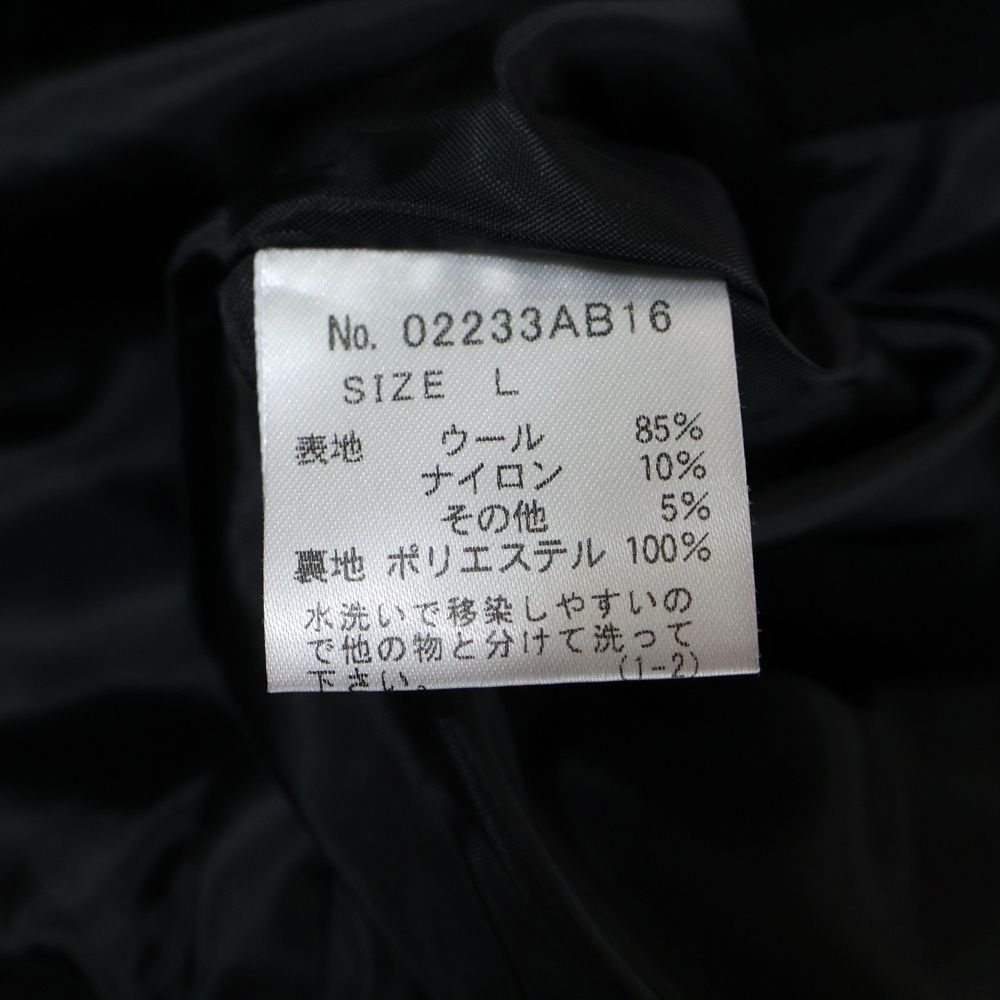 No. 02233AB16
SIZE L
表地 ウール 85%
ナイロン 10%
その他 5%
裏地 ポリエステル 100%
水洗いで移染しやすいの
で他の物と分けて洗って
下さい。 (1-2)